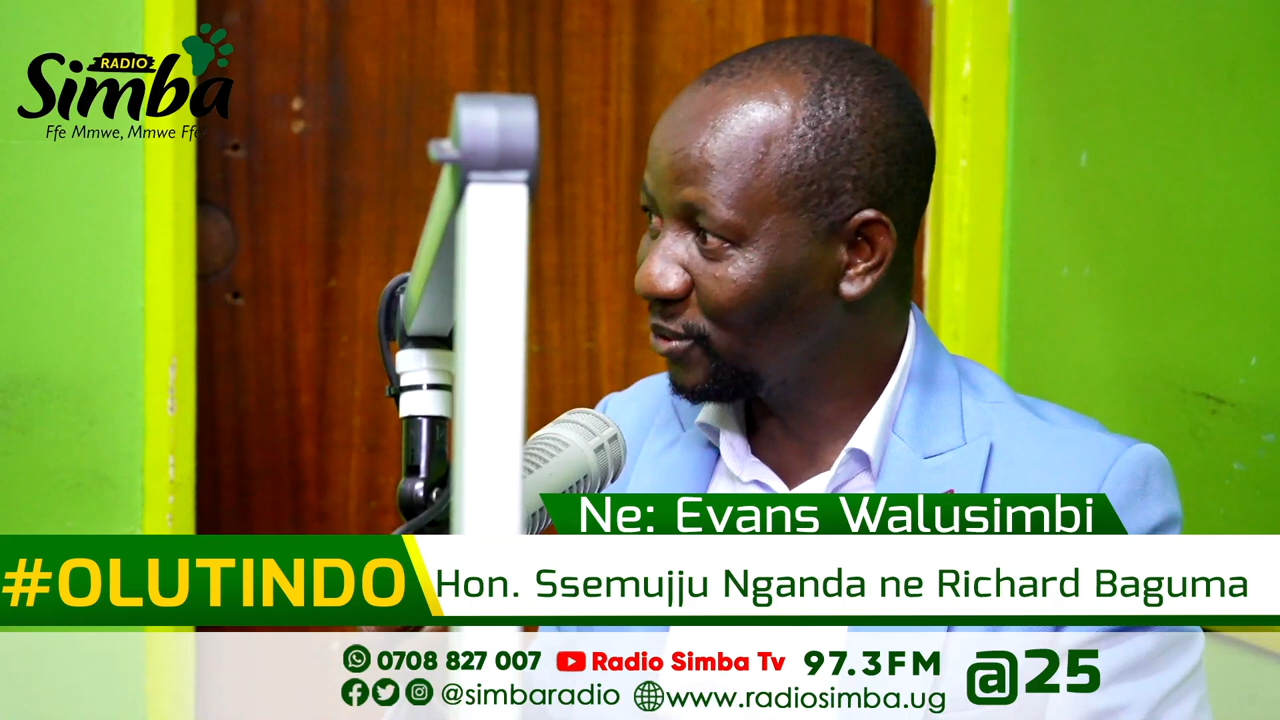 RADIO
Simba
Ffe Mmwe, Mmwe Ffe
Ne: Evans Walusimbi
#OLUTINDO
Hon. Ssemujju Nganda ne Richard Baguma
0708 827 007 Radio Simba Tv 97.3FM @25
@simbaradio www.radiosimba.ug